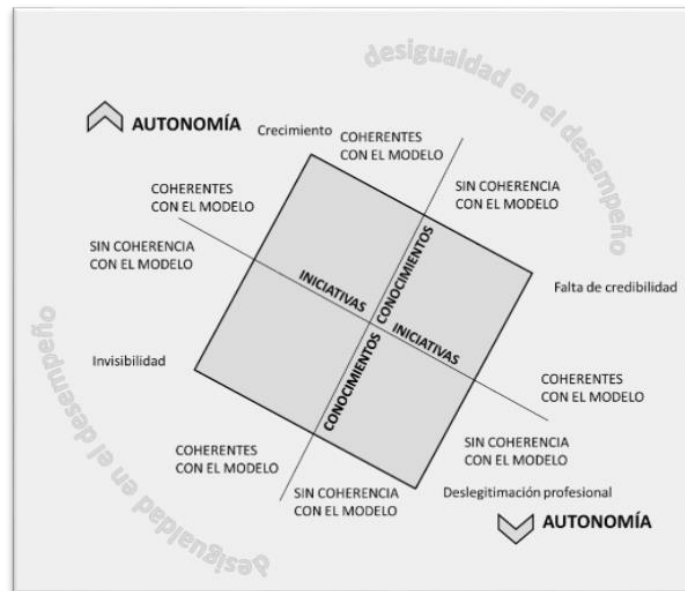 desigualdad en el desempeño
AUTONOMÍA
Crecimiento
COHERENTES
CON EL MODELO
SIN COHERENCIA
CON EL MODELO
COHERENTES
CON EL MODELO
SIN COHERENCIA
CON EL MODELO
CONOCIMIENTOS
INICIATIVAS
Falta de credibilidad
INICIATIVAS
CONOCIMIENTOS
Invisibilidad
COHERENTES
CON EL MODELO
COHERENTES
CON EL MODELO
SIN COHERENCIA
CON EL MODELO
SIN COHERENCIA
CON EL MODELO
Deslegitimación profesional
AUTONOMÍA
desigualdad en el desempeño